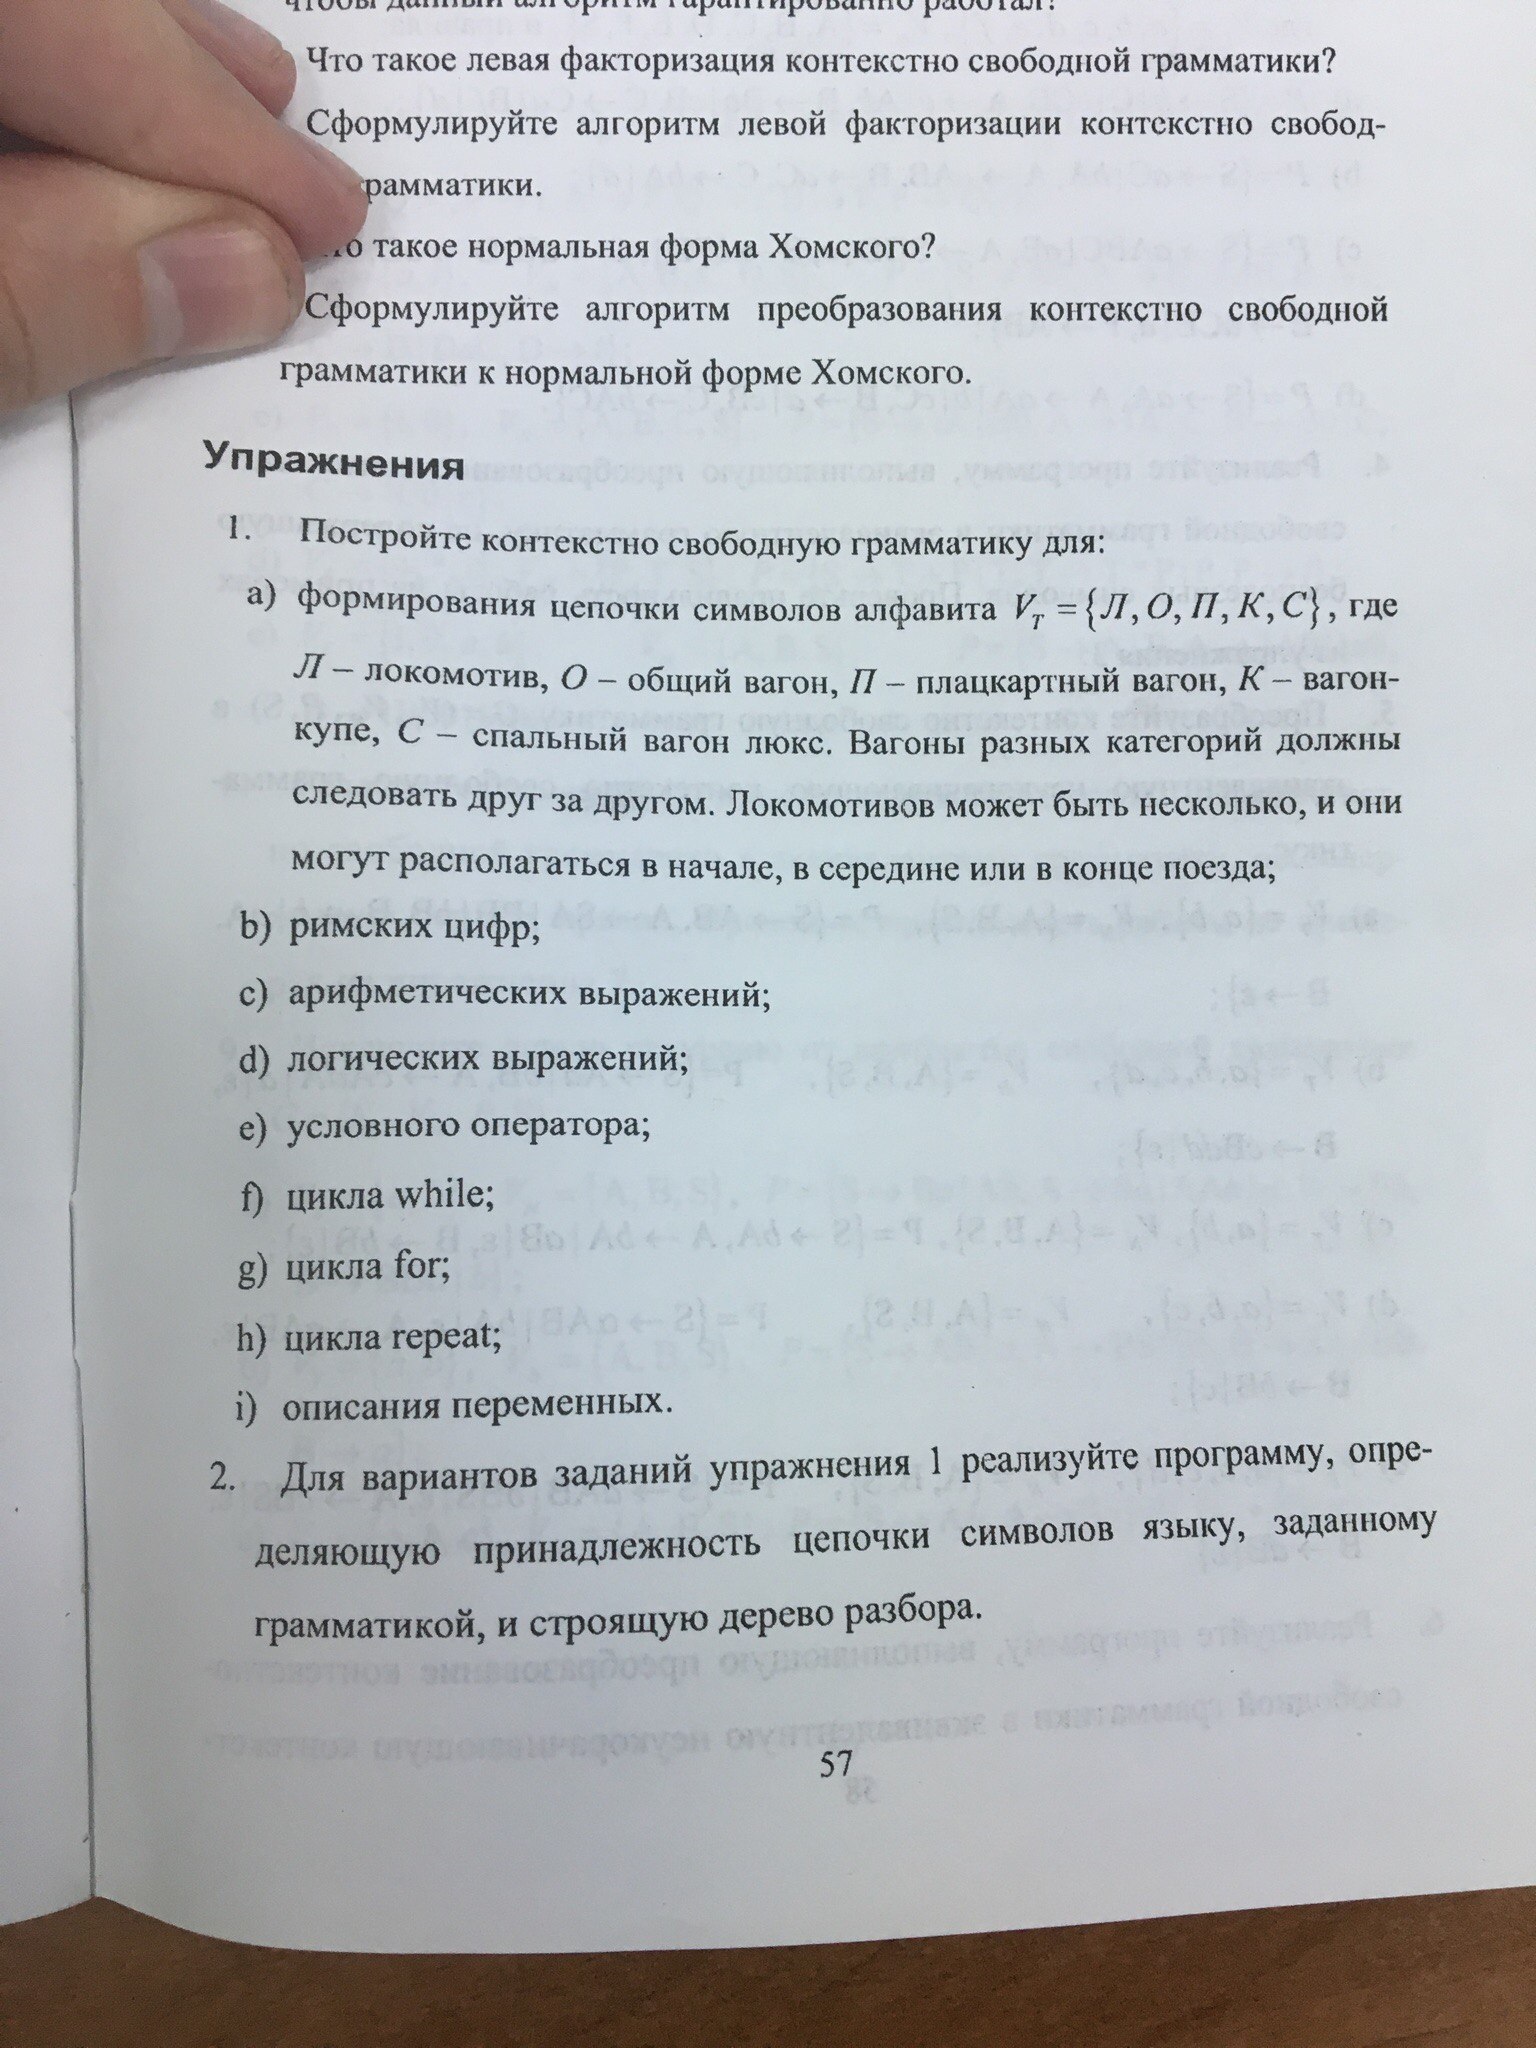 чтобы данный алгоритм гарантированно работал?
Что такое левая факторизация контекстно свободной грамматики?
Сформулируйте алгоритм левой факторизации контекстно свобод-
рамматики.
то такое нормальная форма Хомского?
Сформулируйте алгоритм преобразования контекстно свободной
грамматики к нормальной форме Хомского.
Упражнения
1. Постройте контекстно свободную грамматику для:
a) формирования цепочки символов алфавита V_T = {Л, О, П, К, С}, где
Л – локомотив, О – общий вагон, П – плацкартный вагон, К – вагон-
купе, С – спальный вагон люкс. Вагоны разных категорий должны
следовать друг за другом. Локомотивов может быть несколько, и они
могут располагаться в начале, в середине или в конце поезда;
b) римских цифр;
c) арифметических выражений;
d) логических выражений;
e) условного оператора;
f) цикла while;
g) цикла for;
h) цикла repeat;
i) описания переменных.
2. Для вариантов заданий упражнения 1 реализуйте программу, опре-
деляющую принадлежность цепочки символов языку, заданному
грамматикой, и строящую дерево разбора.
57